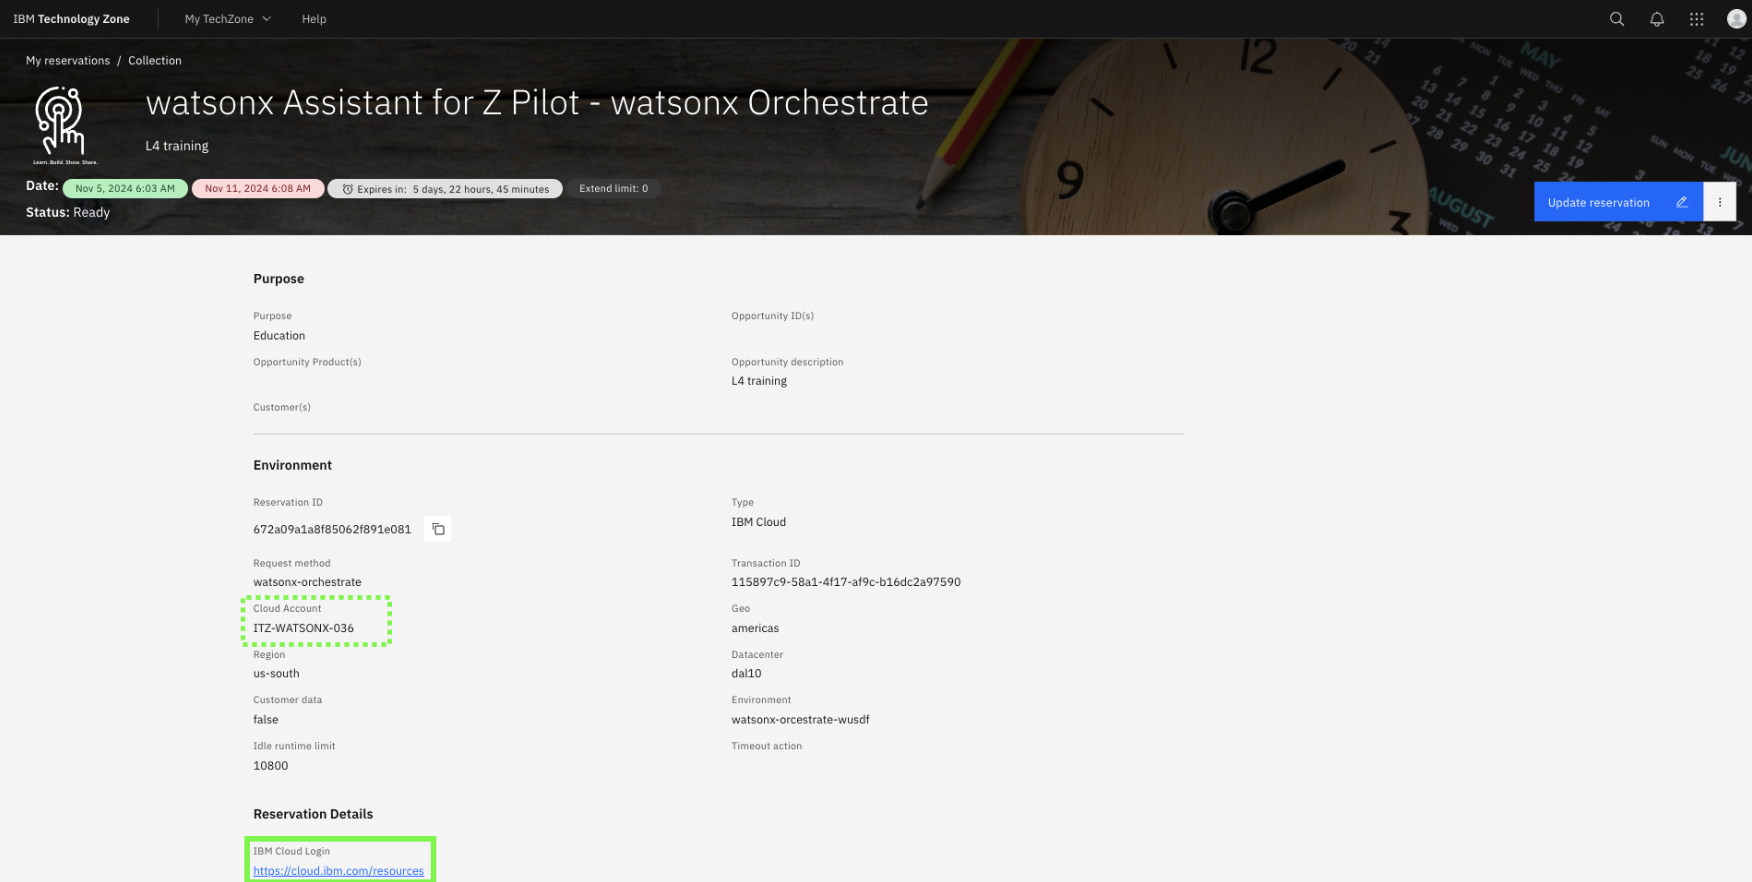 IBM Technology Zone
My TechZone
Help
My reservations / Collection
watsonx Assistant for Z Pilot - watsonx Orchestrate
Learn. Build. Show. Share.
L4 training
Date: Nov 5, 2024 6:03 AM Nov 11, 2024 6:08 AM Expires in: 5 days, 22 hours, 45 minutes Extend limit: 0
Status: Ready
Update reservation
12
9
3
MAY
AUGUST
Purpose
Purpose
Education
Opportunity ID(s)
Opportunity Product(s)
Opportunity description
L4 training
Customer(s)
Environment
Reservation ID
672a09a1a8f85062f891e081
Type
IBM Cloud
Request method
watsonx-orchestrate
Transaction ID
115897c9-58a1-4f17-af9c-b16dc2a97590
Cloud Account
ITZ-WATSONX-036
Geo
americas
Region
us-south
Datacenter
dal10
Customer data
false
Environment
watsonx-orcestrate-wusdf
Idle runtime limit
10800
Timeout action
Reservation Details
IBM Cloud Login
https://cloud.ibm.com/resources